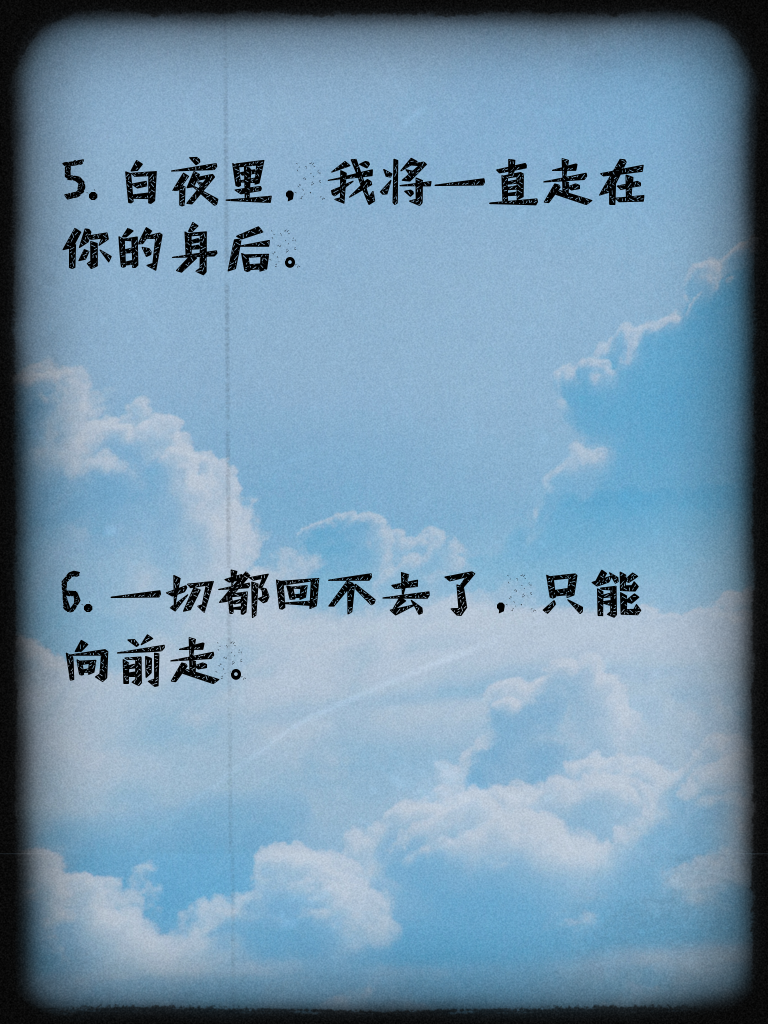 5. 白夜里，我将一直走在
你的身后。
6. 一切都回不去了，只能
向前走。